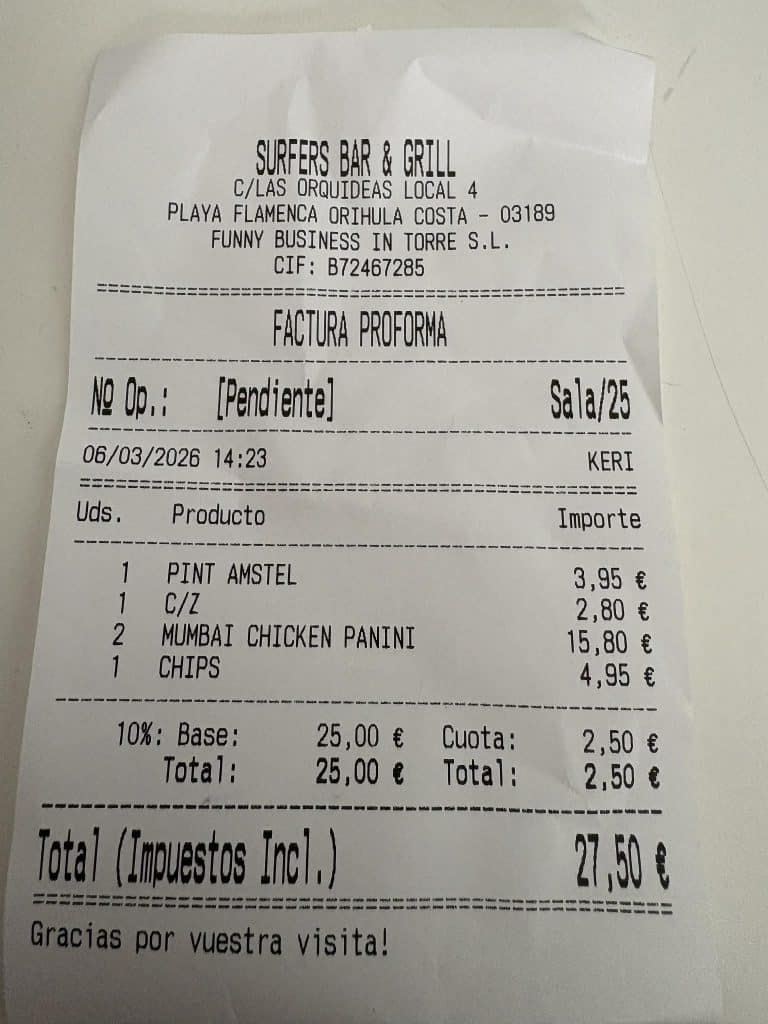 SURFERS BAR & GRILL
C/LAS ORQUIDEAS LOCAL 4
PLAYA FLAMENCA ORIHULA COSTA - 03189
FUNNY BUSINESS IN TORRE S.L.
CIF: B72467285
FACTURA PROFORMA
Nº Op.: [Pendiente] Sala/25
06/03/2026 14:23 KERI
Uds. Producto Importe
1 PINT AMSTEL 3,95 €
1 C/Z 2,80 €
2 MUMBAI CHICKEN PANINI 15,80 €
1 CHIPS 4,95 €
10%: Base: 25,00 € Cuota: 2,50 €
Total: 25,00 € Total: 2,50 €
Total (Impuestos Incl.) 27,50 €
Gracias por vuestra visita!